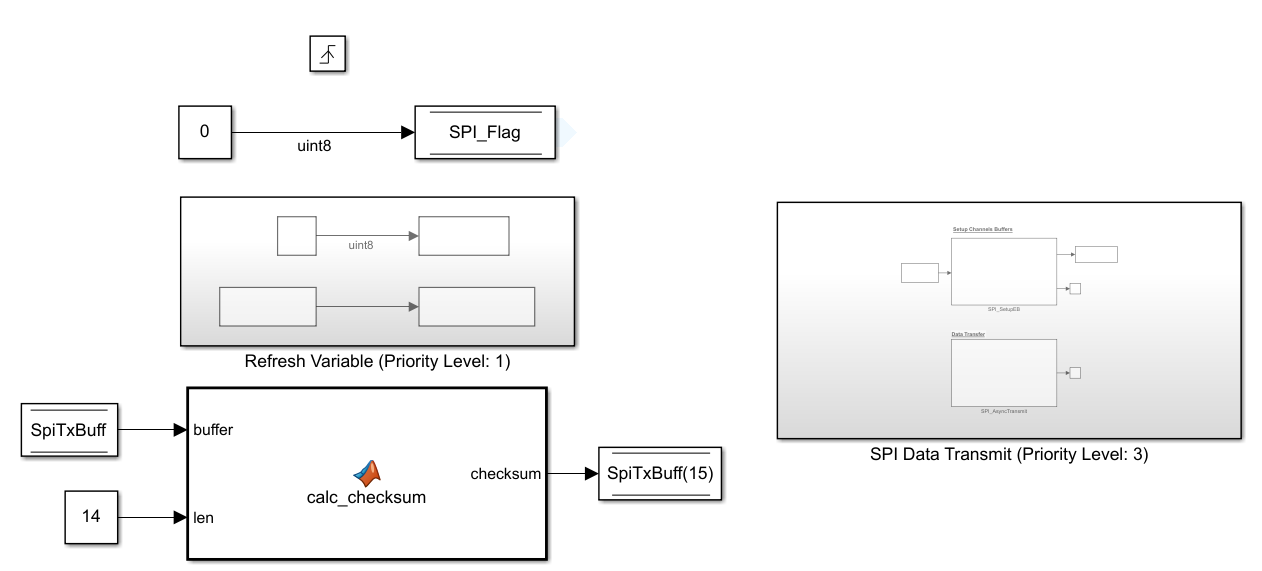 0
uint8
SPI_Flag
uint8
Refresh Variable (Priority Level: 1)
Setup Channels Buffers
SPI_SetupEB
Data Transfer
SPI_AsyncTransmit
SPI Data Transmit (Priority Level: 3)
SpiTxBuff
buffer
14
len
calc_checksum
checksum
SpiTxBuff(15)